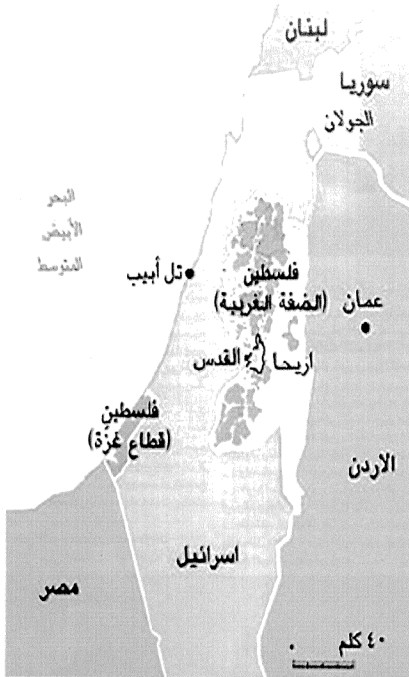 لبنان
سوريا
الجولان
البحر
الأبيض
المتوسط
تل أبيب
فلسطين
(الضفة الغربية)
عمان
القدس
اريحا
فلسطين
(قطاع غزة)
الاردن
اسرائيل
مصر
٤٠ كلم
٠